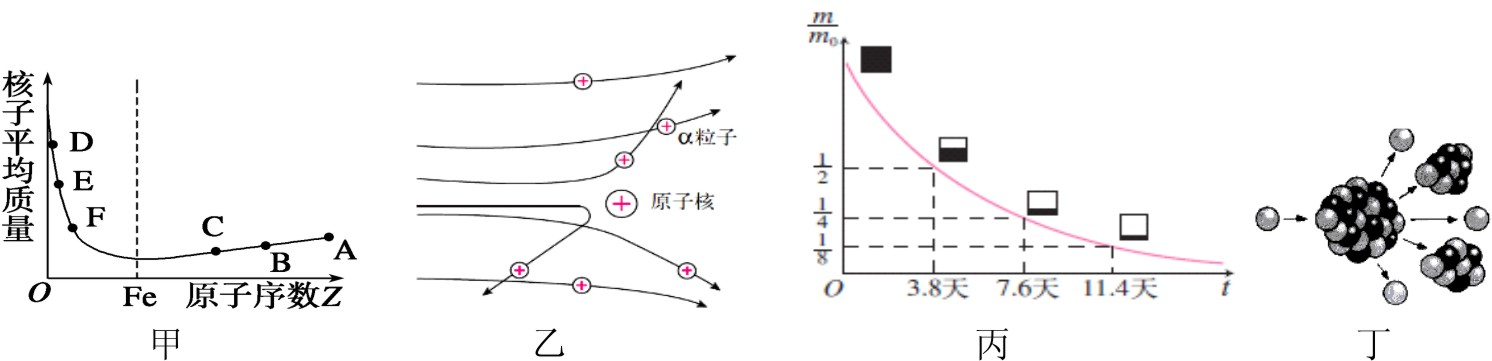 核子平均质量
D
E
F
C
B
A
O
Fe
原子序数Z
甲
α粒子
原子核
乙
m/m₀
1/2
1/4
1/8
O
3.8天
7.6天
11.4天
t
丙
丁